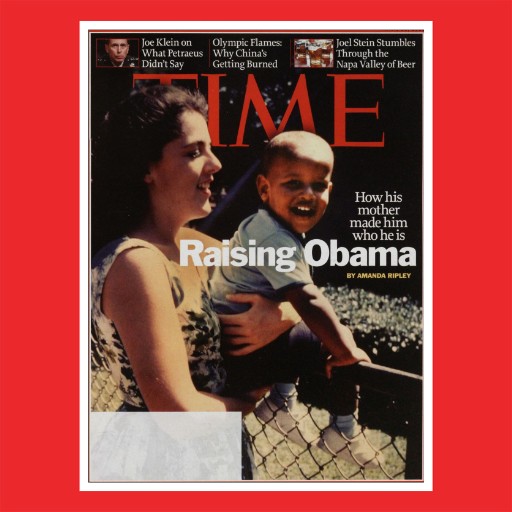 Joe Klein on
What Petraeus
Didn't Say
Olympic Flames:
Why China's
Getting Burned
Joel Stein Stumbles
Through the
Napa Valley of Beer
TIME
How his
mother
made him
who he is
Raising Obama
BY AMANDA RIPLEY